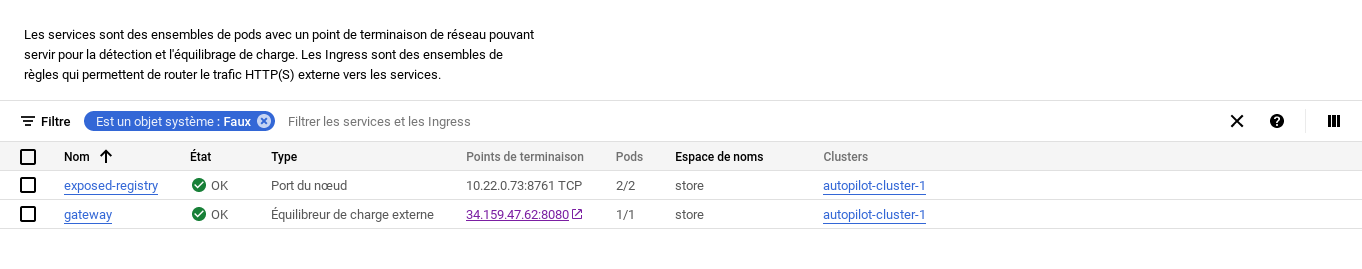 Les services sont des ensembles de pods avec un point de terminaison de réseau pouvant
servir pour la détection et l'équilibrage de charge. Les Ingress sont des ensembles de
règles qui permettent de router le trafic HTTP(S) externe vers les services.
Filtre Est un objet système : Faux Filtrer les services et les Ingress
Nom État Type Points de terminaison Pods Espace de noms Clusters
exposed-registry OK Port du nœud 10.22.0.73:8761 TCP 2/2 store autopilot-cluster-1
gateway OK Équilibreur de charge externe 34.159.47.62:8080 1/1 store autopilot-cluster-1